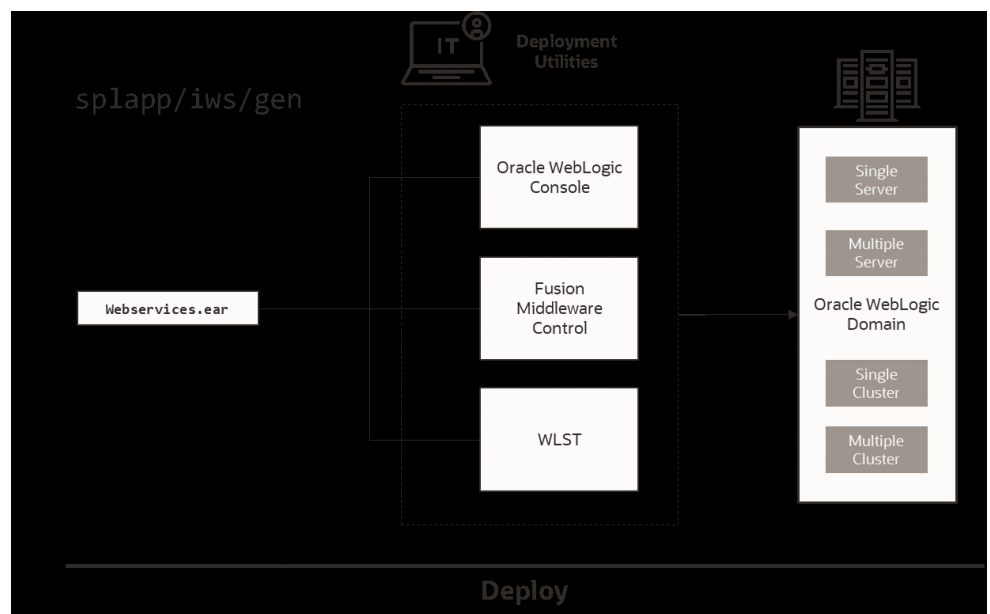 IT
Deployment
Utilities
splapp/iws/gen
Oracle WebLogic
Console
Fusion
Middleware
Control
WLST
Webservices.ear
Single
Server
Multiple
Server
Oracle WebLogic
Domain
Single
Cluster
Multiple
Cluster
Deploy